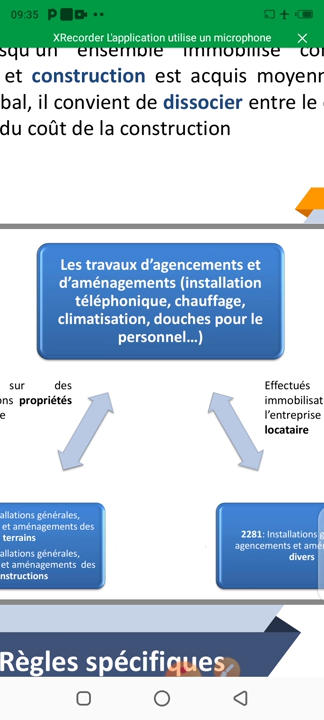 09:35
XRecorder L'application utilise un microphone
squ'un ensemble immobilisé
et construction est acquis moyenn
bal, il convient de dissocier entre le
du coût de la construction
Les travaux d'agencements et
d'aménagements (installation
téléphonique, chauffage,
climatisation, douches pour le
personnel...)
sur des
ons propriétés
e
Effectués
immobilisat
l'entreprise
locataire
allations générales,
et aménagements des
terrains
allations générales,
et aménagements des
nstructions
2281: Installations g
agencements et amé
divers
Règles spécifiques